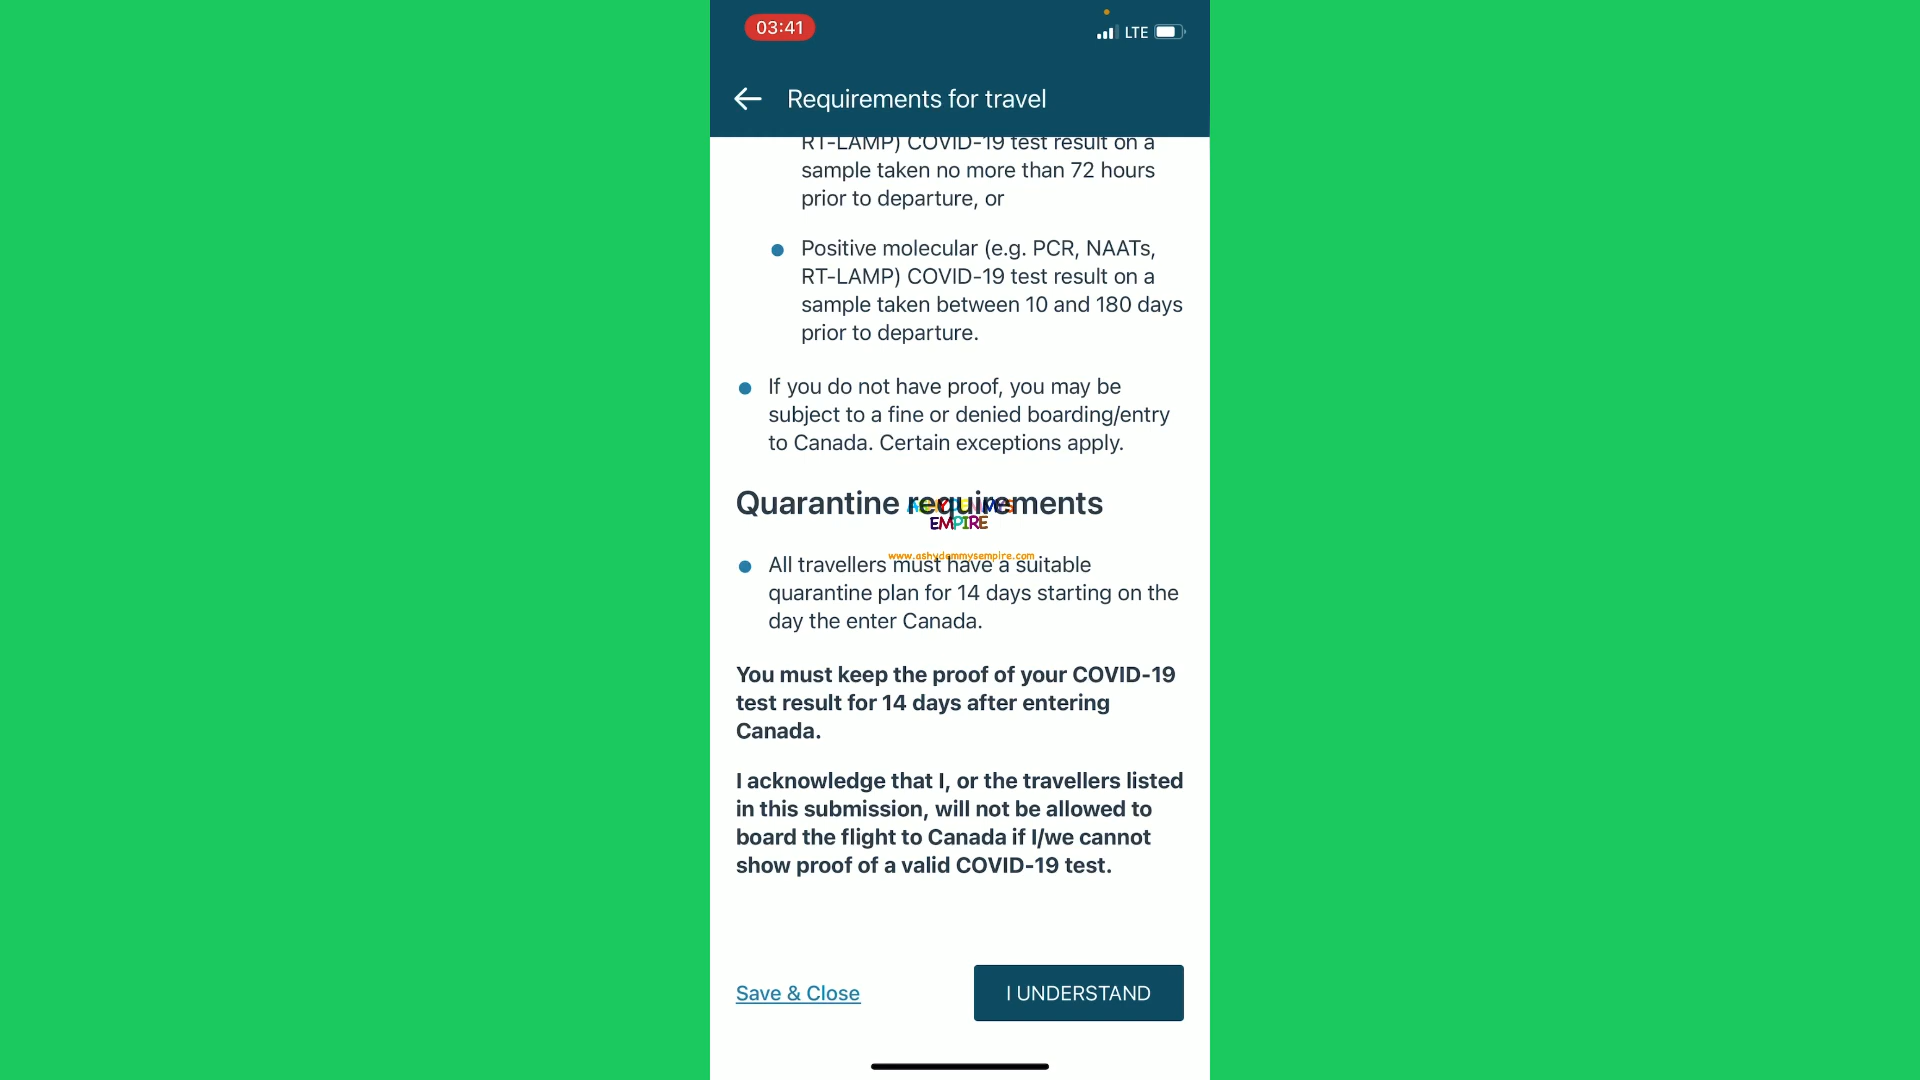 03:41
LTE
Requirements for travel
RT-LAMP) COVID-19 test result on a
sample taken no more than 72 hours
prior to departure, or
Positive molecular (e.g. PCR, NAATs,
RT-LAMP) COVID-19 test result on a
sample taken between 10 and 180 days
prior to departure.
If you do not have proof, you may be
subject to a fine or denied boarding/entry
to Canada. Certain exceptions apply.
Quarantine requirements
EMPIRE
www.ashydemmysempire.com
All travellers must have a suitable
quarantine plan for 14 days starting on the
day the enter Canada.
You must keep the proof of your COVID-19
test result for 14 days after entering
Canada.
I acknowledge that I, or the travellers listed
in this submission, will not be allowed to
board the flight to Canada if I/we cannot
show proof of a valid COVID-19 test.
Save & Close
I UNDERSTAND